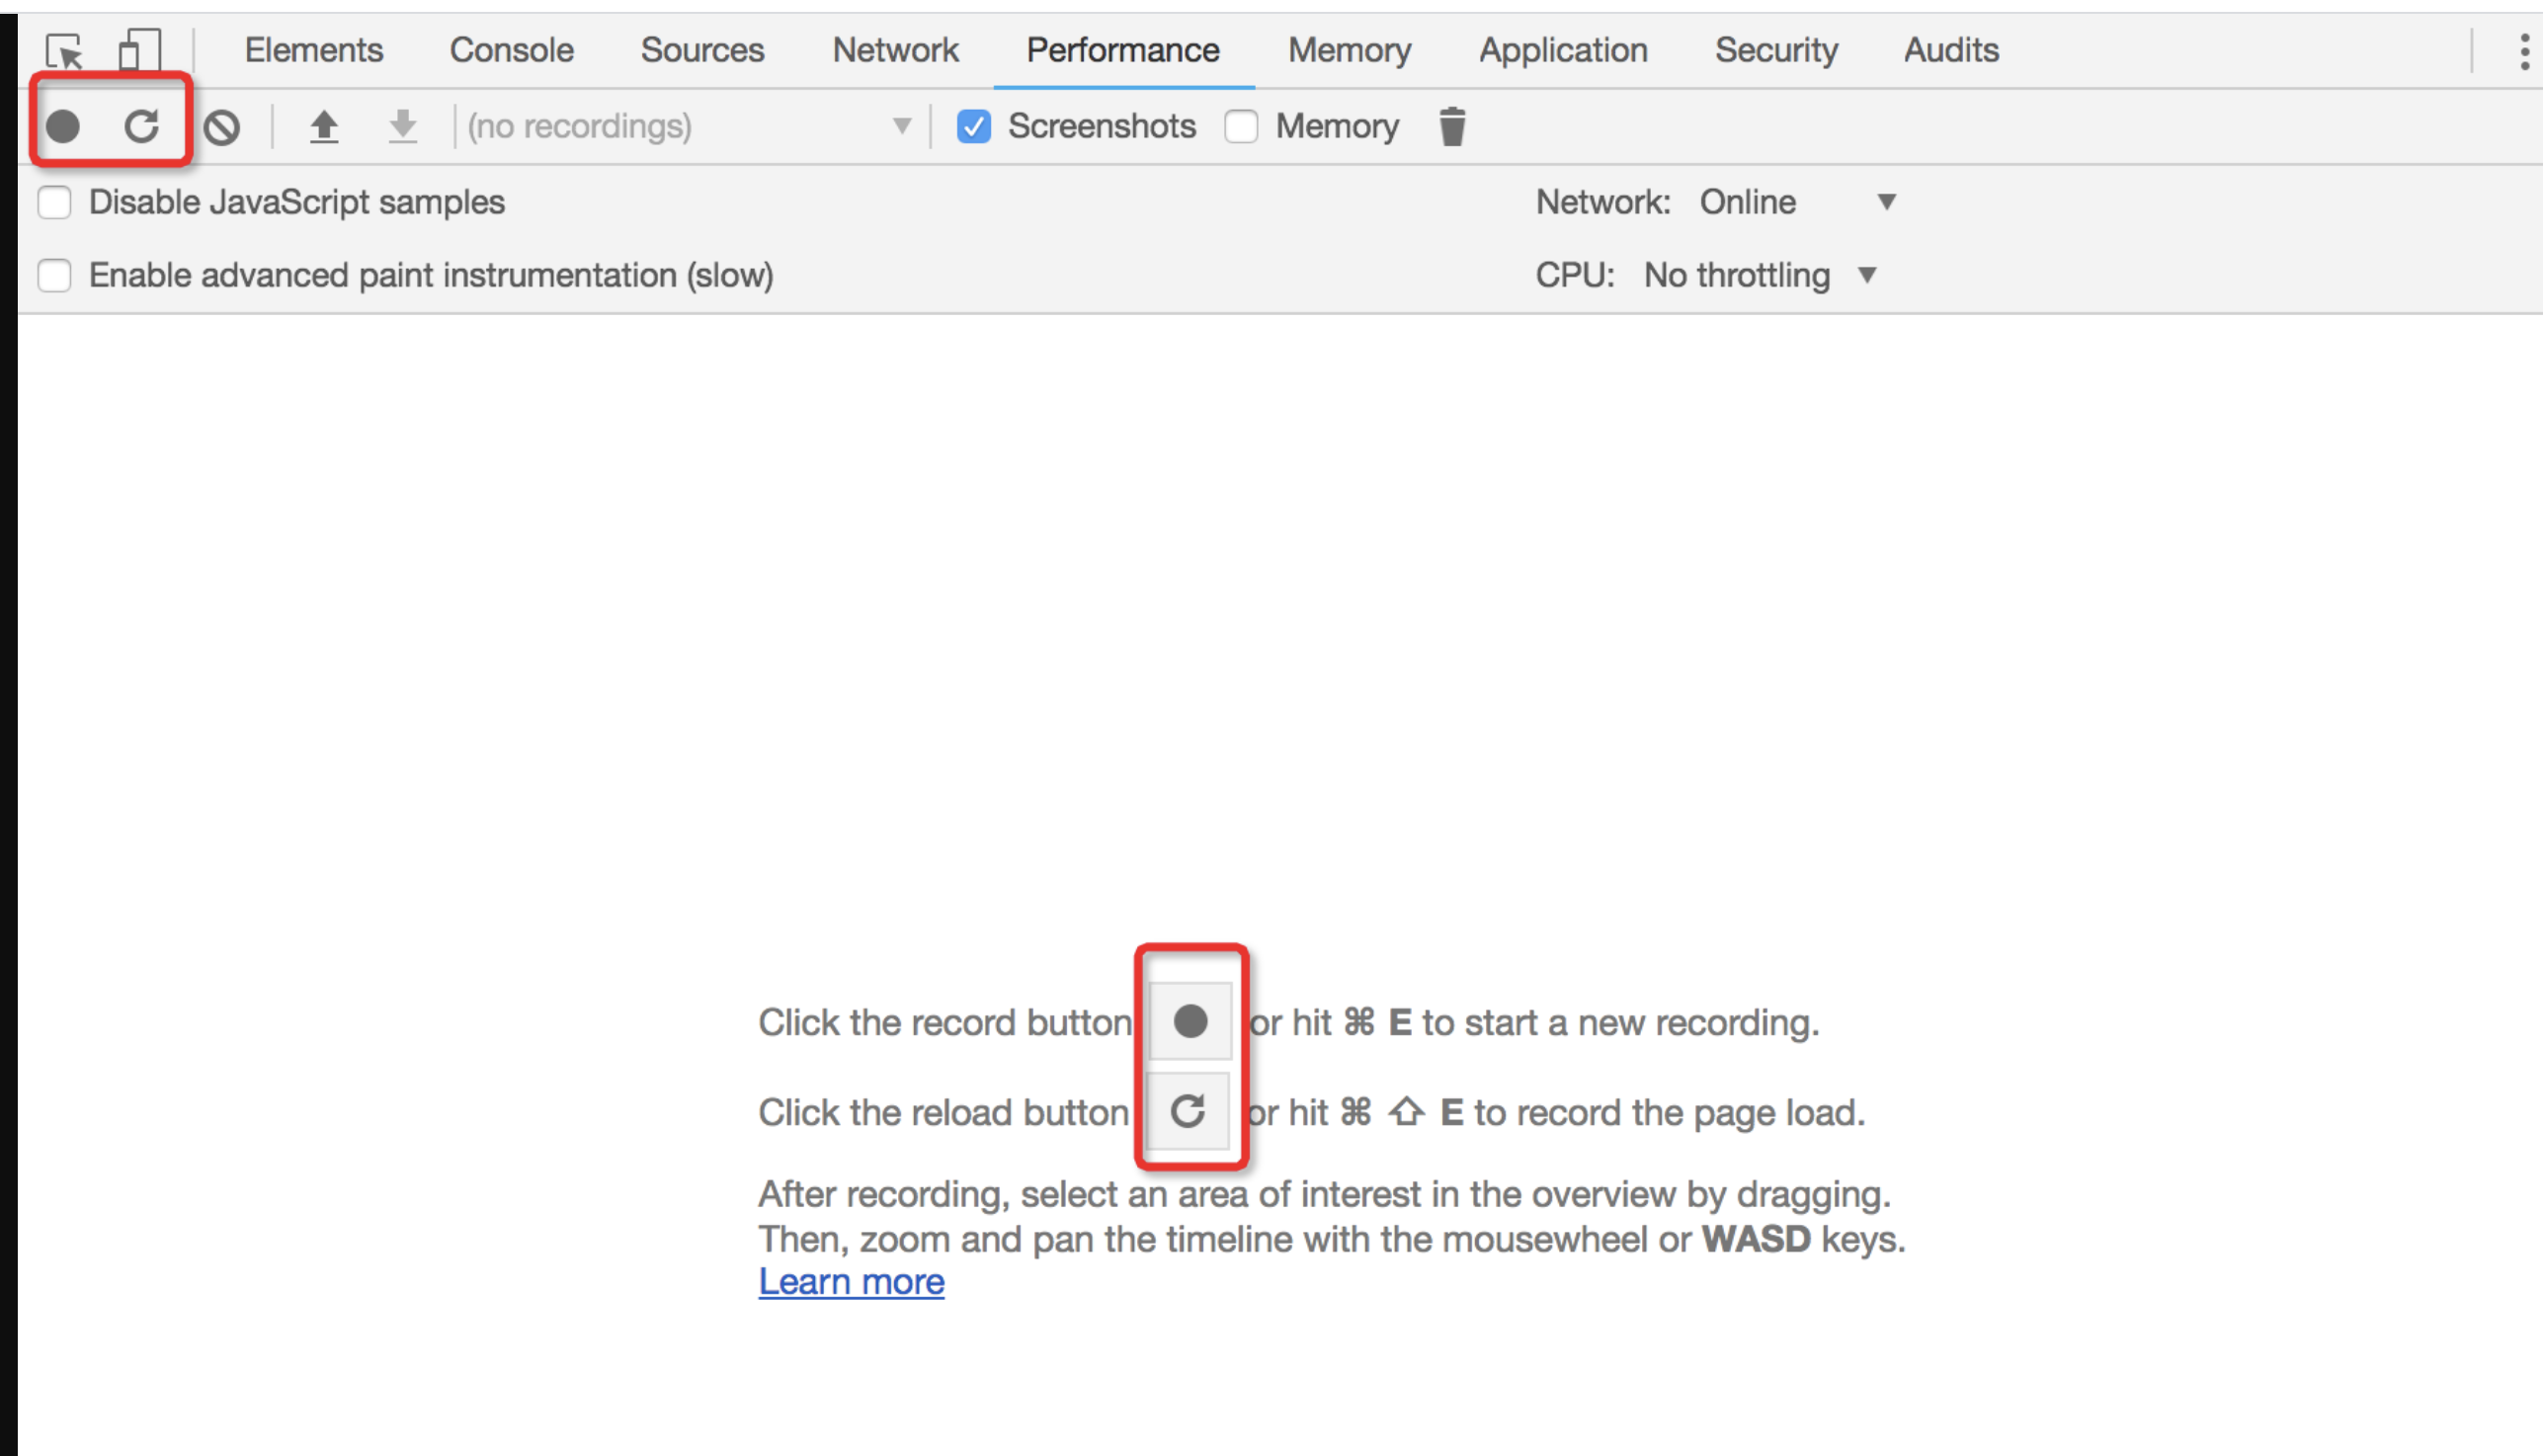 Elements Console Sources Network Performance Memory Application Security Audits
(no recordings) Screenshots Memory
Disable JavaScript samples Network: Online
Enable advanced paint instrumentation (slow) CPU: No throttling
Click the record button or hit ⌘ E to start a new recording.
Click the reload button or hit ⌘ ⇧ E to record the page load.
After recording, select an area of interest in the overview by dragging.
Then, zoom and pan the timeline with the mousewheel or WASD keys.
Learn more